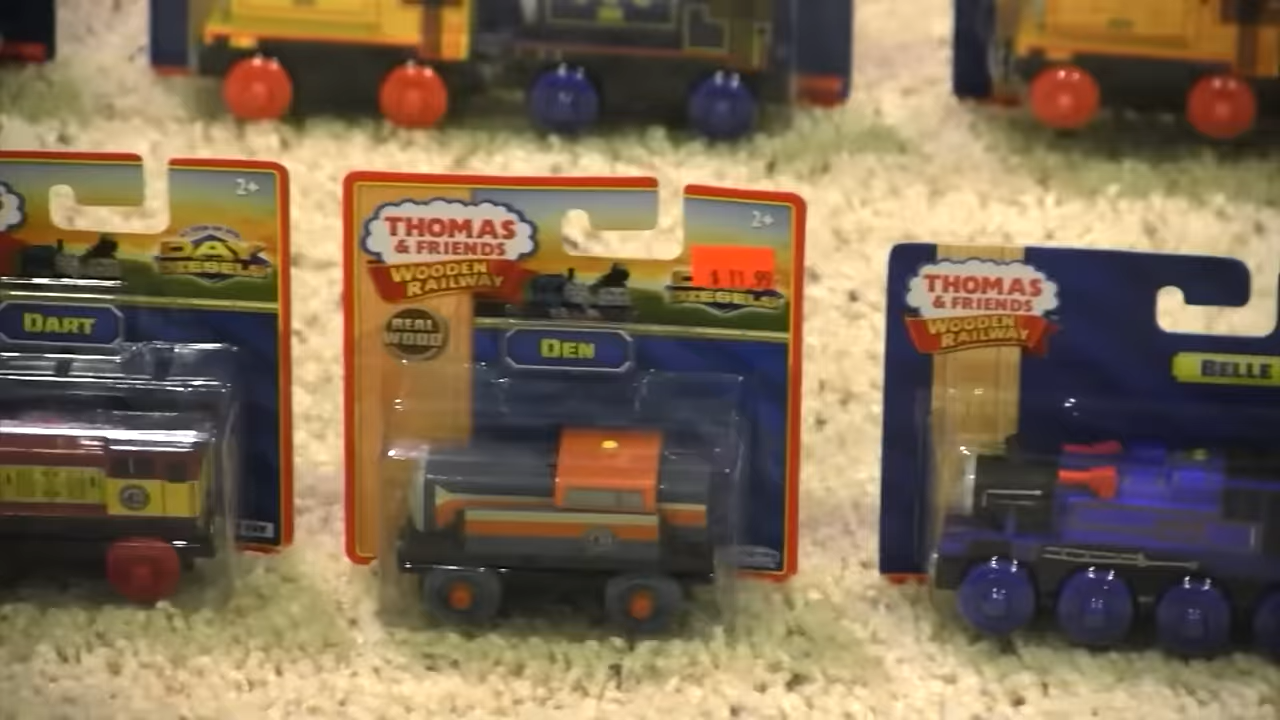 2+
DAY
DIESELS
DART
THOMAS
& FRIENDS
WOODEN
RAILWAY
2+
$ 11.99
DIESELS
REAL
WOOD
DEN
THOMAS
& FRIENDS
WOODEN
RAILWAY
BELLE